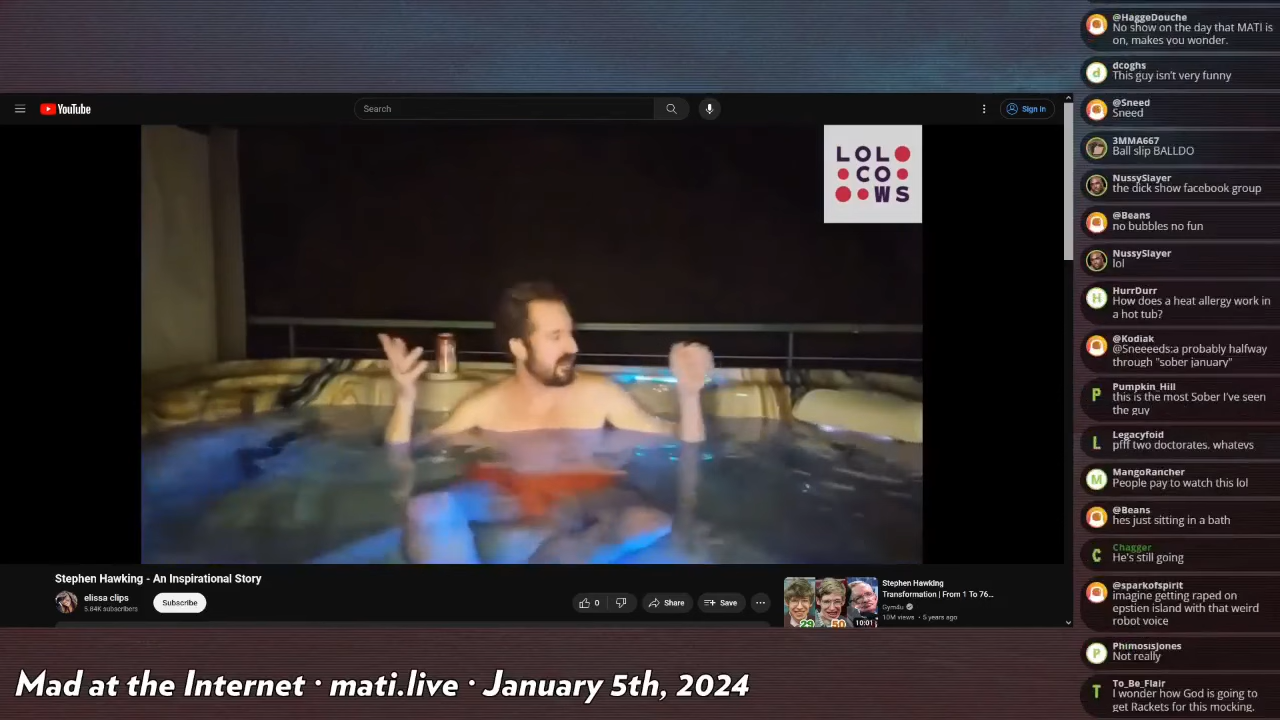 YouTube
Search
Sign in
LOL
CO
WS
Stephen Hawking - An Inspirational Story
elissa clips
5.84K subscribers
Subscribe
0
Share
Save
Stephen Hawking
Transformation | From 1 To 76...
Gym4u
10M views · 5 years ago
29
50
10:01
Mad at the Internet · mati.live · January 5th, 2024
@HaggeDouche
No show on the day that MATI is
on, makes you wonder.
dcoghs
This guy isn't very funny
@Sneed
Sneed
3MMA667
Ball slip BALLDO
NussySlayer
the dick show facebook group
@Beans
no bubbles no fun
NussySlayer
lol
HurrDurr
How does a heat allergy work in
a hot tub?
@Kodiak
@Sneeeeds:a probably halfway
through "sober january"
Pumpkin_Hill
this is the most Sober I've seen
the guy
Legacyfoid
pfff two doctorates. whatevs
MangoRancher
People pay to watch this lol
@Beans
hes just sitting in a bath
Chagger
He's still going
@sparkofspirit
imagine getting raped on
epstien island with that weird
robot voice
PhimosisJones
Not really
To_Be_Flair
I wonder how God is going to
get Rackets for this mocking.